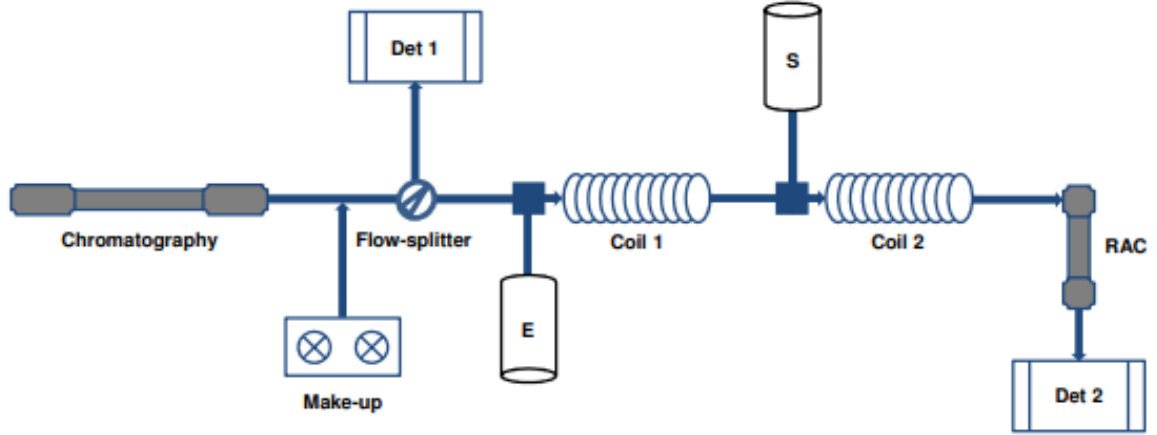 Det 1
S
Chromatography
Flow-splitter
Coil 1
Coil 2
RAC
E
Make-up
Det 2